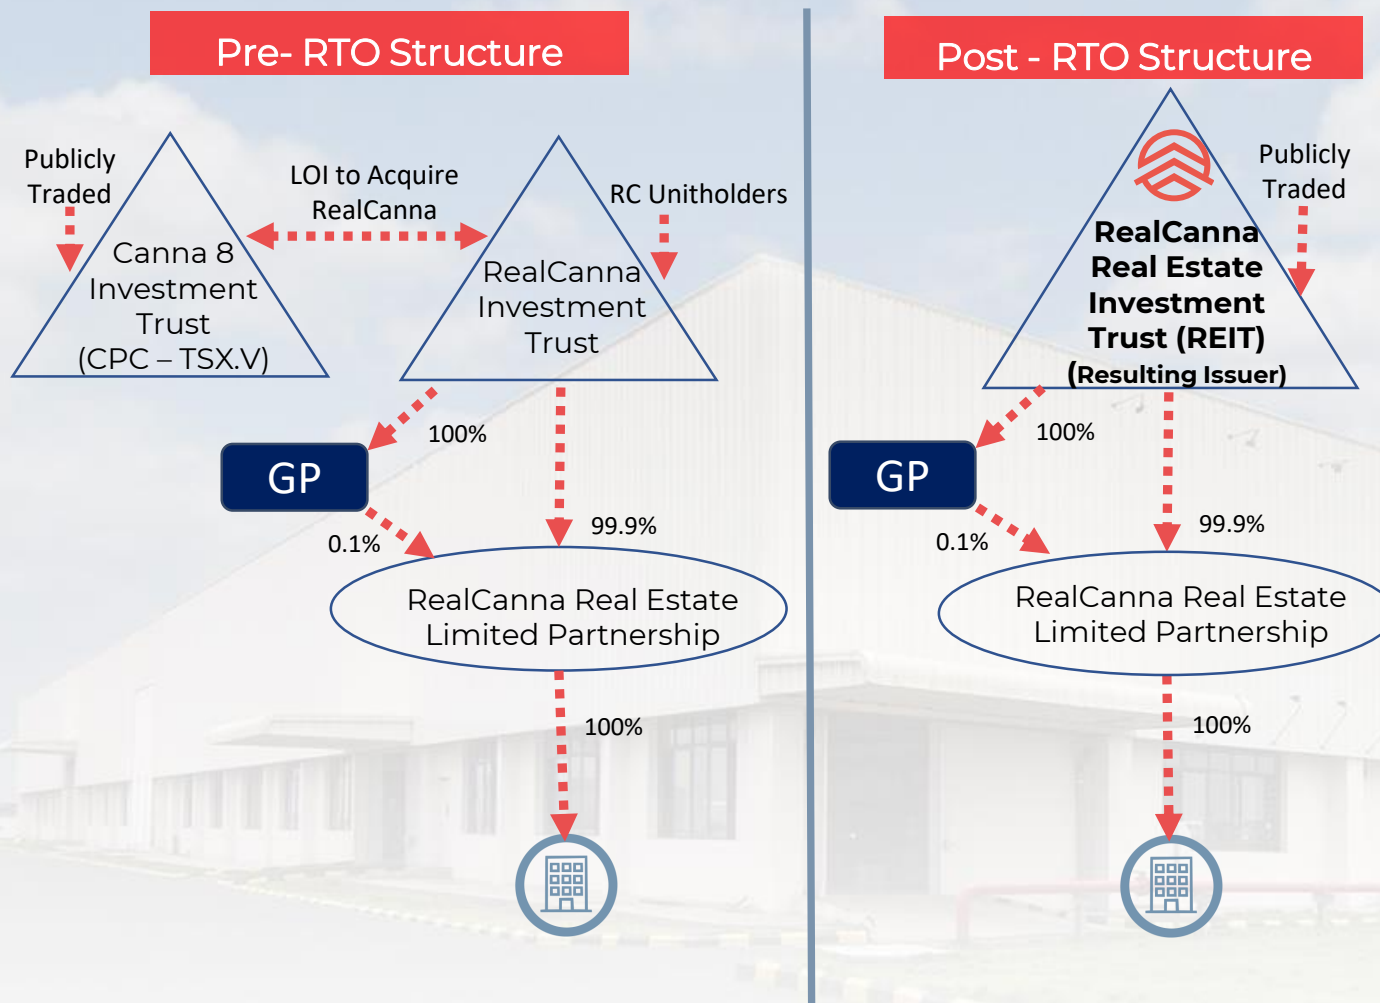 Pre- RTO Structure
Publicly
Traded
LOI to Acquire
RealCanna
RC Unitholders
Canna 8
Investment
Trust
(CPC – TSX.V)
RealCanna
Investment
Trust
100%
GP
0.1%
99.9%
RealCanna Real Estate
Limited Partnership
100%
Post - RTO Structure
Publicly
Traded
RealCanna
Real Estate
Investment
Trust (REIT)
(Resulting Issuer)
100%
GP
0.1%
99.9%
RealCanna Real Estate
Limited Partnership
100%